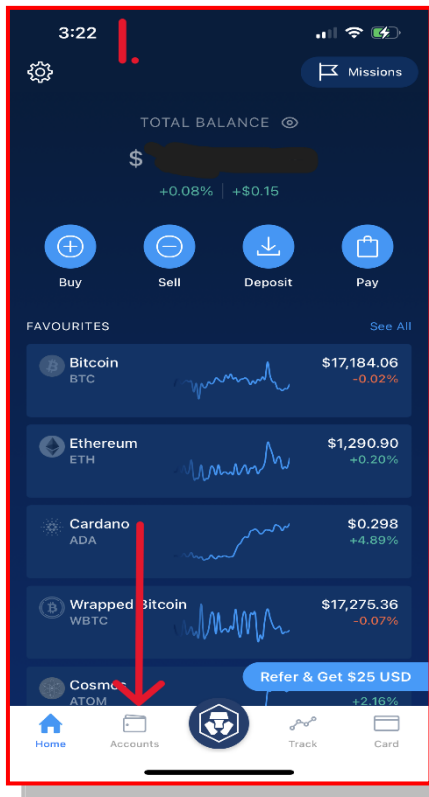 3:22
1.
Missions
TOTAL BALANCE
$
+0.08% | +$0.15
Buy Sell Deposit Pay
FAVOURITES See All
Bitcoin $17,184.06
BTC -0.02%
Ethereum $1,290.90
ETH +0.20%
Cardano $0.298
ADA +4.89%
Wrapped Bitcoin $17,275.36
WBTC -0.07%
Cosmos
Refer & Get $25 USD
ATOM +2.16%
Home Accounts Track Card